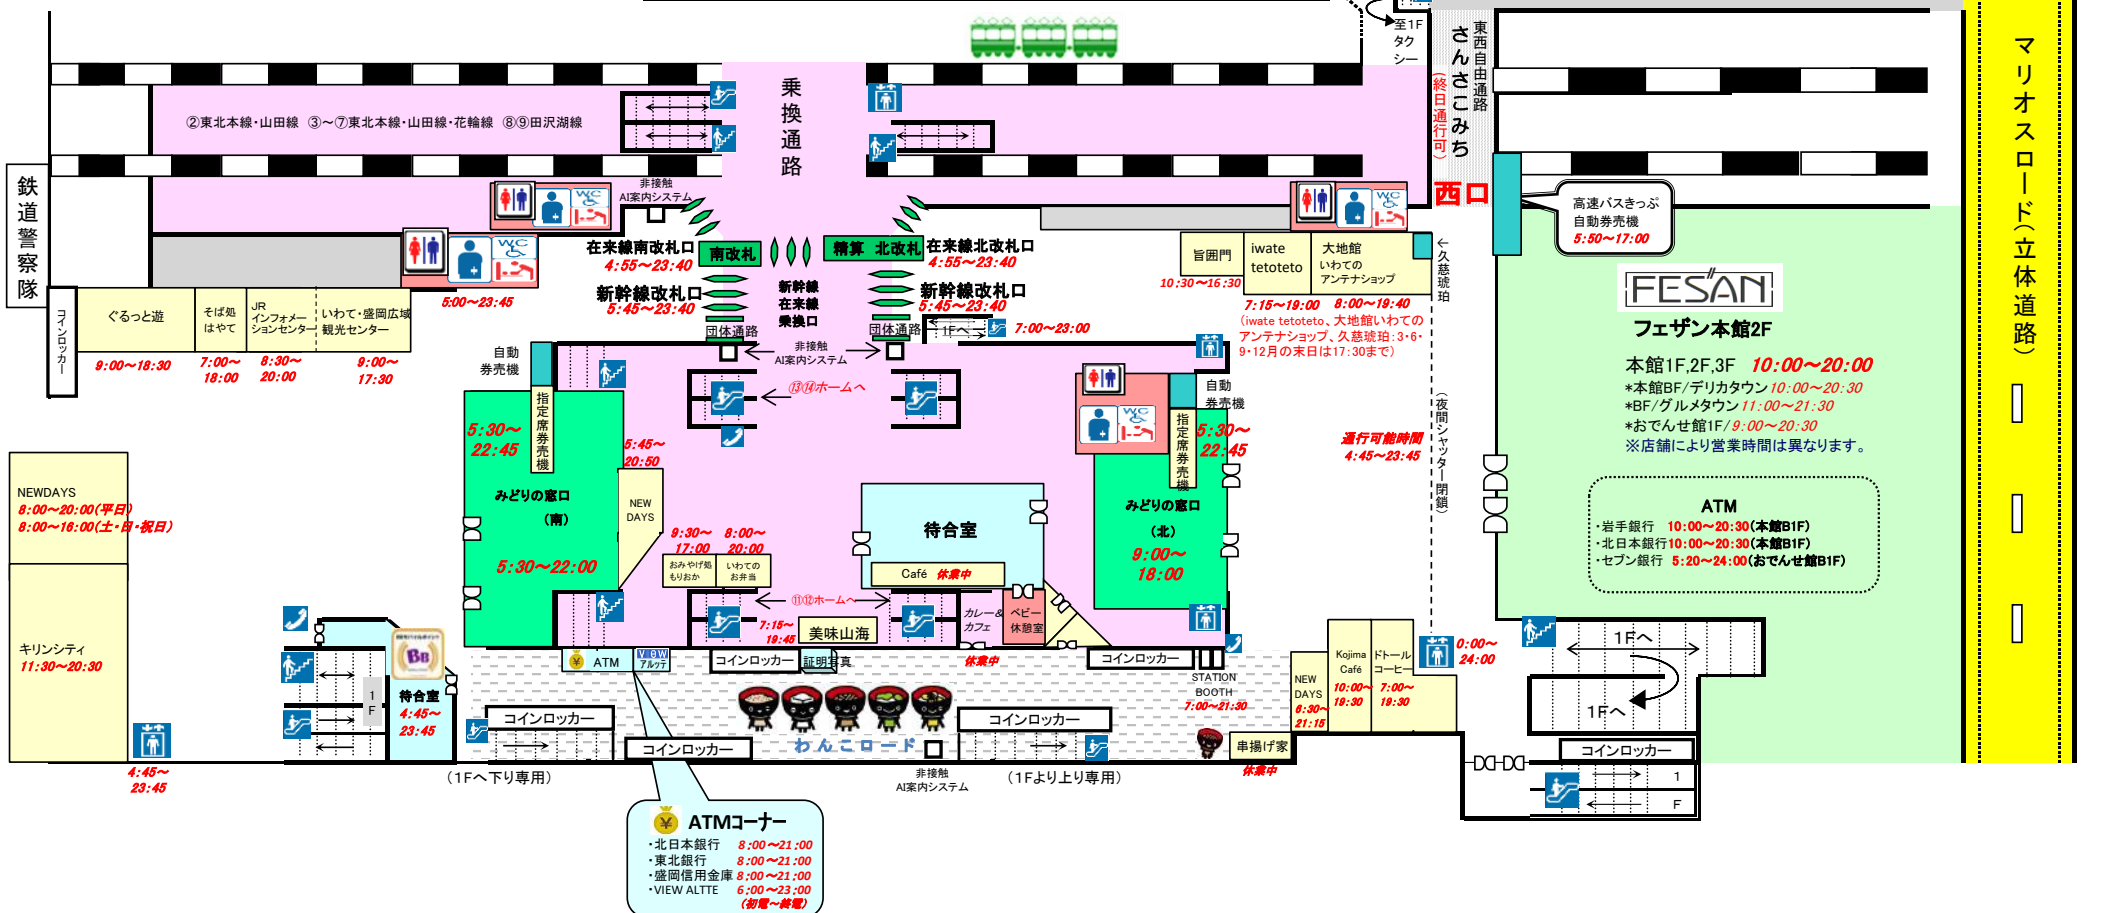 至1F
タク
シー
東西自由通路
さんさこみち
(終日通行可)
西口
マリオスロード(立体道路)
乗換通路
②東北本線・山田線 ③～⑦東北本線・山田線・花輪線 ⑧⑨田沢湖線
鉄道警察隊
非接触
AI案内システム
在来線南改札口
4:55～23:40
南改札
精算 北改札
在来線北改札口
4:55～23:40
新幹線改札口
5:45～23:40
新幹線
在来線
乗換口
新幹線改札口
5:45～23:40
団体通路
団体通路
1Fへ
7:00～23:00
非接触
AI案内システム
5:00～23:45
コインロッカー
ぐるっと遊
9:00～18:30
そば処
はやて
7:00～
18:00
JR
インフォメー
ションセンター
8:30～
20:00
いわて・盛岡広域
観光センター
9:00～
17:30
旨囲門
10:30～16:30
iwate
tetoteto
7:15～19:00
大地館
いわての
アンテナショップ
8:00～19:40
(iwate tetoteto、大地館いわての
アンテナショップ、久慈琥珀:3・6・
9・12月の末日は17:30まで)
←久慈琥珀
高速バスきっぷ
自動券売機
5:50～17:00
FESAN
フェザン本館2F
本館1F,2F,3F 10:00～20:00
*本館BF/デリカタウン 10:00～20:30
*BF/グルメタウン 11:00～21:30
*おでんせ館1F/ 9:00～20:30
※店舗により営業時間は異なります。
ATM
・岩手銀行 10:00～20:30(本館B1F)
・北日本銀行 10:00～20:30(本館B1F)
・セブン銀行 5:20～24:00(おでんせ館B1F)
自動
券売機
指定席券売機
5:30～
22:45
みどりの窓口
(南)
5:30～22:00
5:45～
20:50
NEW
DAYS
⑬⑭ホームへ
9:30～
17:00
おみやげ処
もりおか
8:00～
20:00
いわての
お弁当
⑪⑫ホームへ
7:15～
19:45
美味山海
待合室
Café 休業中
カレー&
カフェ
休業中
ベビー
休憩室
自動
券売機
指定席券売機
5:30～
22:45
みどりの窓口
(北)
9:00～
18:00
通行可能時間
4:45～23:45
(夜間シャッター閉鎖)
NEWDAYS
8:00～20:00(平日)
8:00～16:00(土・日・祝日)
キリンシティ
11:30～20:30
4:45～
23:45
1
F
BB
待合室
4:45～
23:45
ATM
VIEW
アルッテ
コインロッカー
証明写真
コインロッカー
STATION
BOOTH
7:00～21:30
コインロッカー
コインロッカー
コインロッカー
わんこロード
(1Fへ下り専用)
非接触
AI案内システム
(1Fより上り専用)
串揚げ家
休業中
NEW
DAYS
6:30～
21:15
Kojima
Café
10:00～
19:30
ドトール
コーヒー
7:00～
19:30
0:00～
24:00
1Fへ
1Fへ
コインロッカー
1
F
ATMコーナー
・北日本銀行 8:00～21:00
・東北銀行 8:00～21:00
・盛岡信用金庫 8:00～21:00
・VIEW ALTTE 6:00～23:00
(初電～終電)